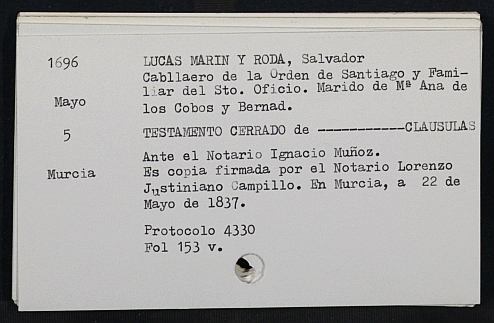 1696 LUCAS MARIN Y RODA, Salvador
Cabllaero de la Orden de Santiago y Fami-
liar del Sto. Oficio. Marido de Mª Ana de
Mayo los Cobos y Bernad.
5 TESTAMENTO CERRADO de -----------CLAUSULAS
Ante el Notario Ignacio Muñoz.
Murcia Es copia firmada por el Notario Lorenzo
Justiniano Campillo. En Murcia, a 22 de
Mayo de 1837.
Protocolo 4330
Fol 153 v.